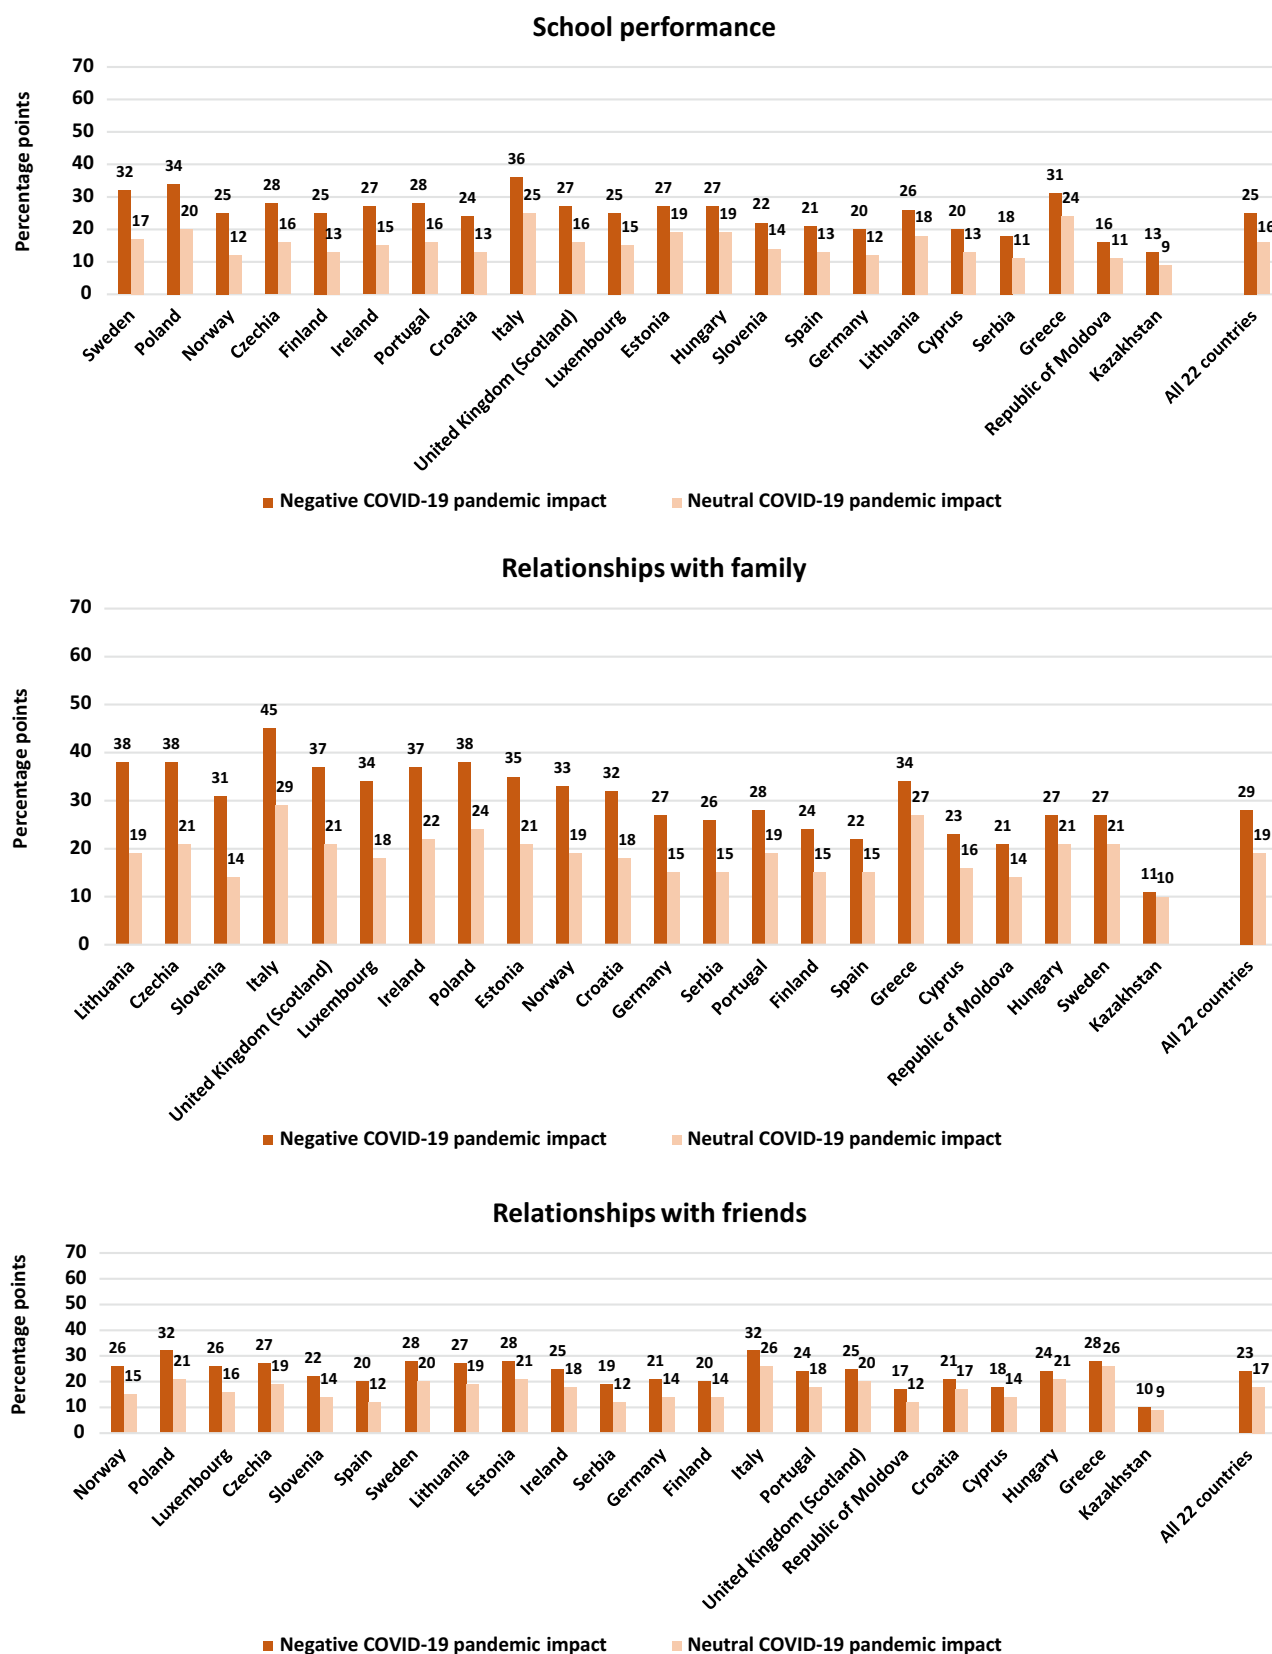 School performance
Percentage points
70
60
50
40
30
20
10
0
32 17 34 20 25 12 28 16 25 13 27 15 28 16 24 13 36 25 27 16 25 15 27 19 27 19 22 14 21 13 20 12 26 18 20 13 18 11 31 24 16 11 13 9 25 16
Sweden
Poland
Norway
Czechia
Finland
Ireland
Portugal
Croatia
Italy
United Kingdom (Scotland)
Luxembourg
Estonia
Hungary
Slovenia
Spain
Germany
Lithuania
Cyprus
Serbia
Greece
Republic of Moldova
Kazakhstan
All 22 countries
Negative COVID-19 pandemic impact Neutral COVID-19 pandemic impact
Relationships with family
Percentage points
70
60
50
40
30
20
10
0
38 19 38 21 31 14 45 29 37 21 34 18 37 22 38 24 35 21 33 19 32 18 27 15 26 15 28 19 24 15 22 15 34 27 23 16 21 14 27 21 27 21 11 10 29 19
Lithuania
Czechia
Slovenia
Italy
United Kingdom (Scotland)
Luxembourg
Ireland
Poland
Estonia
Norway
Croatia
Germany
Serbia
Portugal
Finland
Spain
Greece
Cyprus
Republic of Moldova
Hungary
Sweden
Kazakhstan
All 22 countries
Negative COVID-19 pandemic impact Neutral COVID-19 pandemic impact
Relationships with friends
Percentage points
70
60
50
40
30
20
10
0
26 15 32 21 26 16 27 19 22 14 20 12 28 20 27 19 28 21 25 18 19 12 21 14 20 14 32 26 24 18 25 20 17 12 21 17 18 14 24 21 28 26 10 9 23 17
Norway
Poland
Luxembourg
Czechia
Slovenia
Spain
Sweden
Lithuania
Estonia
Ireland
Serbia
Germany
Finland
Italy
Portugal
United Kingdom (Scotland)
Republic of Moldova
Croatia
Cyprus
Hungary
Greece
Kazakhstan
All 22 countries
Negative COVID-19 pandemic impact Neutral COVID-19 pandemic impact